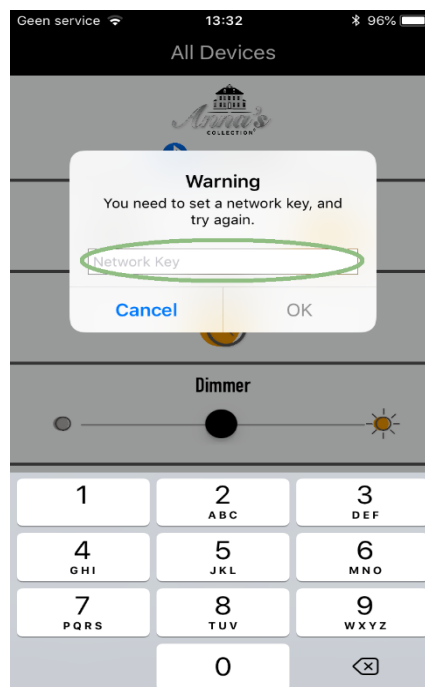 Geen service 13:32 96%
All Devices
Anna's
COLLECTION
Warning
You need to set a network key, and
try again.
Network Key
Cancel OK
Dimmer
1 2 3
ABC DEF
4 5 6
GHI JKL MNO
7 8 9
PQRS TUV WXYZ
0